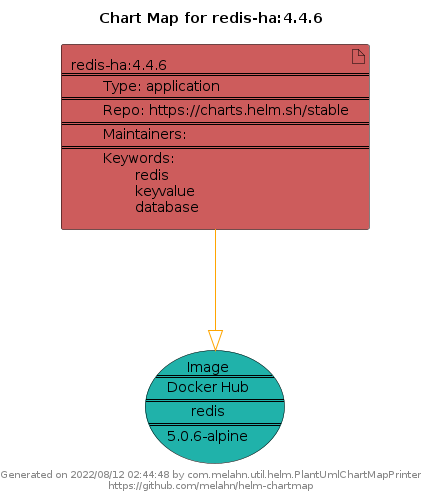 Chart Map for redis-ha:4.4.6
redis-ha:4.4.6
Type: application
Repo: https://charts.helm.sh/stable
Maintainers:
Keywords:
redis
keyvalue
database
Image
Docker Hub
redis
5.0.6-alpine
Generated on 2022/08/12 02:44:48 by com.melahn.util.helm.PlantUmlChartMapPrinter
https://github.com/melahn/helm-chartmap